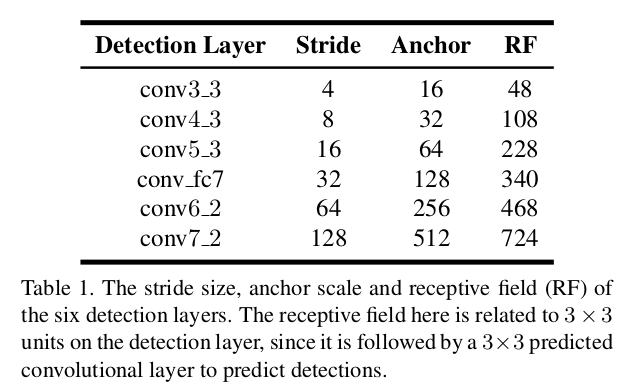 Detection Layer Stride Anchor RF
conv3_3 4 16 48
conv4_3 8 32 108
conv5_3 16 64 228
conv_fc7 32 128 340
conv6_2 64 256 468
conv7_2 128 512 724
Table 1. The stride size, anchor scale and receptive field (RF) of
the six detection layers. The receptive field here is related to 3 × 3
units on the detection layer, since it is followed by a 3×3 predicted
convolutional layer to predict detections.